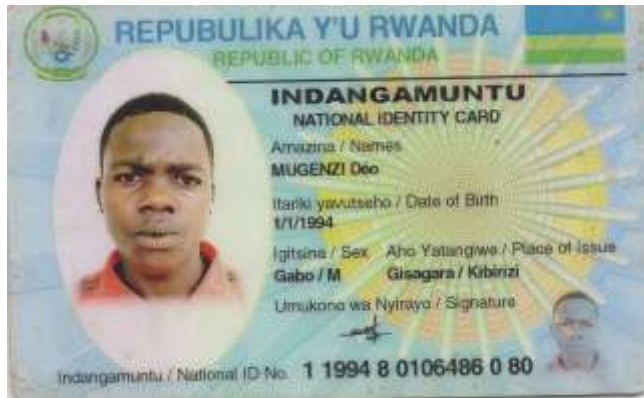 REPUBULIKA Y'U RWANDA
REPUBLIC OF RWANDA
INDANGAMUNTU
NATIONAL IDENTITY CARD
Amazina / Names
MUGENZI Deo
Itariki yavutseho / Date of Birth
1/1/1994
Igitsina / Sex Aho Yatangiwe / Place of Issue
Gabo / M Gisagara / Kibirizi
Umukono wa Nyirayo / Signature
Indangamuntu / National ID No. 1 1994 8 0106486 0 80